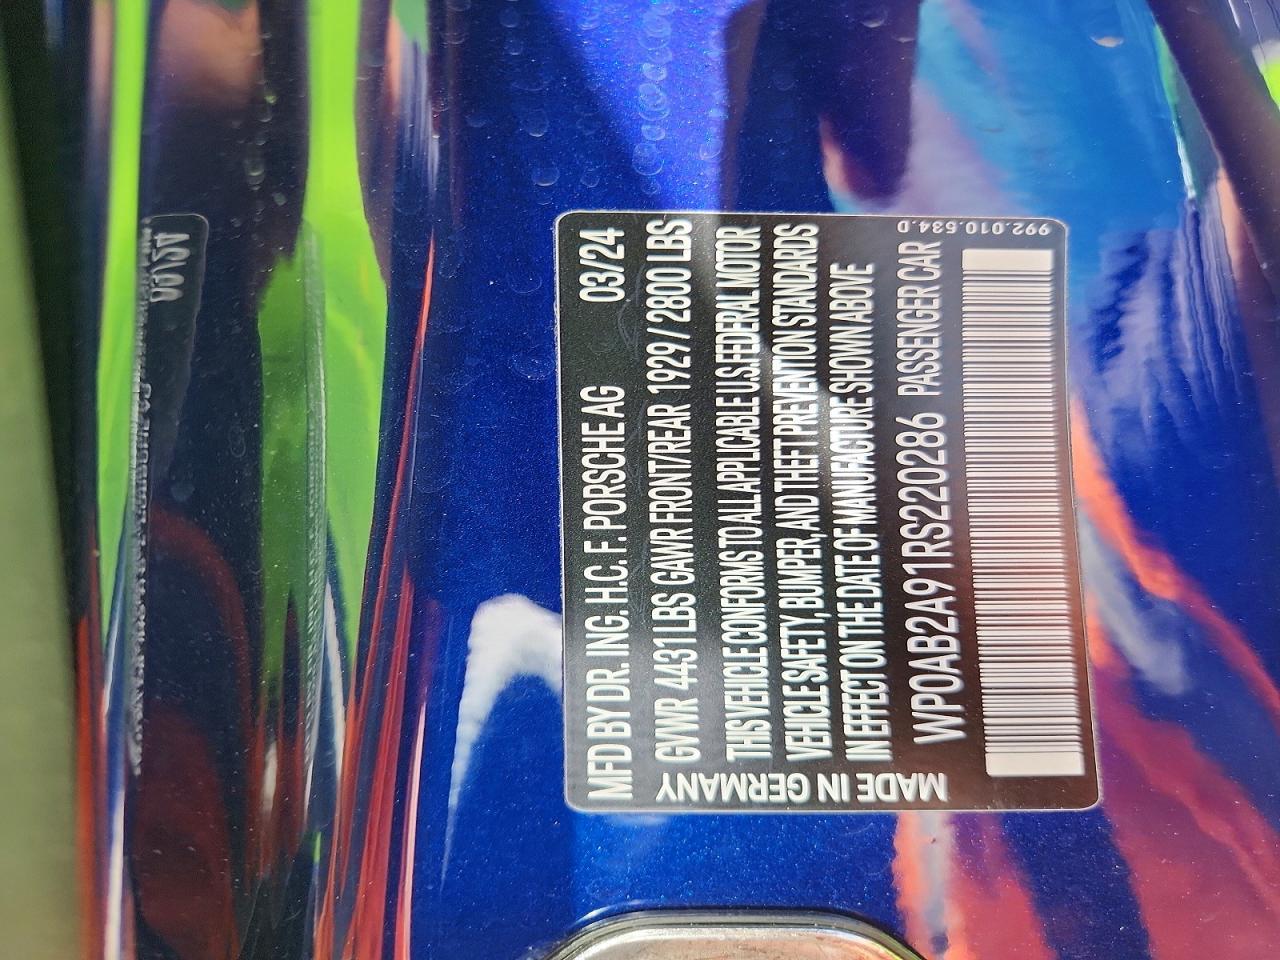 MFD BY DR. ING. H.C. F. PORSCHE AG 03/24
GVWR 4431 LBS GAWR FRONT/REAR 1929 / 2800 LBS
THIS VEHICLE CONFORMS TO ALL APPLICABLE U.S FEDERAL MOTOR
VEHICLE SAFETY, BUMPER, AND THEFT PREVENTION STANDARDS
IN EFFECT ON THE DATE OF MANUFACTURE SHOWN ABOVE
WP0AB2A91RS220286 PASSENGER CAR
MADE IN GERMANY
992.010.534.D